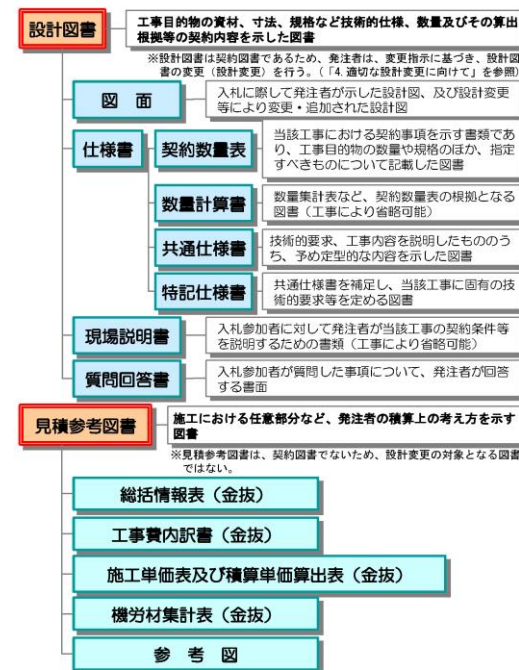 設計図書
工事目的物の資材、寸法、規格など技術的仕様、数量及びその算出
根拠等の契約内容を示した図書
※設計図書は契約図書であるため、発注者は、変更指示に基づき、設計図
書の変更（設計変更）を行う。（「4. 適切な設計変更に向けて」を参照）
図　面
入札に際して発注者が示した設計図、及び設計変更
等により変更・追加された設計図
仕様書
契約数量表
当該工事における契約事項を示す書類であ
り、工事目的物の数量や規格のほか、指定
すべきものについて記載した図書
数量計算書
数量集計表など、契約数量表の根拠となる
図書（工事により省略可能）
共通仕様書
技術的要求、工事内容を説明したもののう
ち、予め定型的な内容を示した図書
特記仕様書
共通仕様書を補足し、当該工事に固有の技
術的要求等を定める図書
現場説明書
入札参加者に対して発注者が当該工事の契約条件等
を説明するための書類（工事により省略可能）
質問回答書
入札参加者が質問した事項について、発注者が回答
する書面
見積参考図書
施工における任意部分など、発注者の積算上の考え方を示す
図書
※見積参考図書は、契約図書でないため、設計変更の対象となる図書
ではない。
総括情報表（金抜）
工事費内訳書（金抜）
施工単価表及び積算単価算出表（金抜）
機労材集計表（金抜）
参　考　図